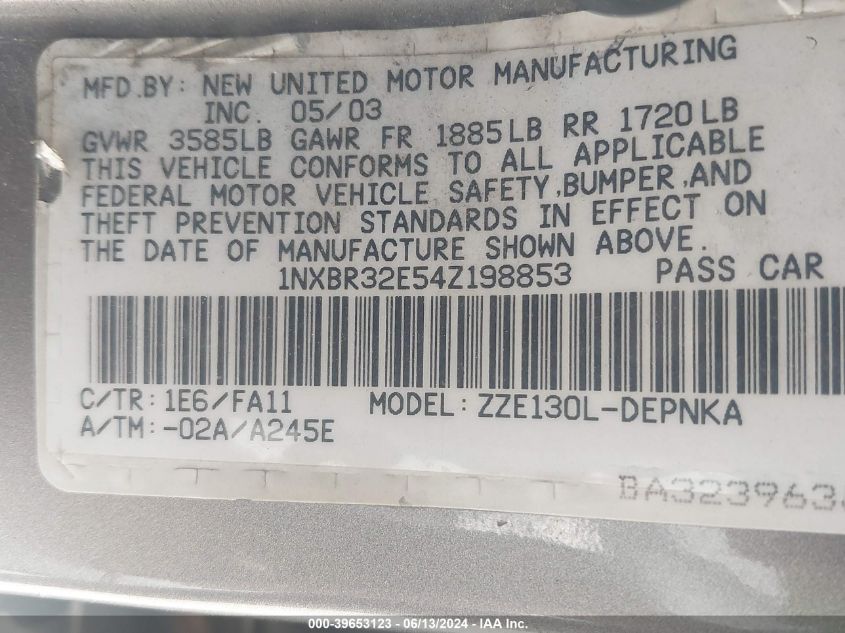 MFD.BY: NEW UNITED MOTOR MANUFACTURING
INC. 05/03
GVWR 3585LB GAWR FR 1885LB RR 1720LB
THIS VEHICLE CONFORMS TO ALL APPLICABLE
FEDERAL MOTOR VEHICLE SAFETY,BUMPER,AND
THEFT PREVENTION STANDARDS IN EFFECT ON
THE DATE OF MANUFACTURE SHOWN ABOVE.
1NXBR32E54Z198853 PASS CAR
C/TR: 1E6/FA11 MODEL: ZZE130L-DEPNKA
A/TM: -02A/A245E
000-39653123 - 06/13/2024 - IAA Inc.